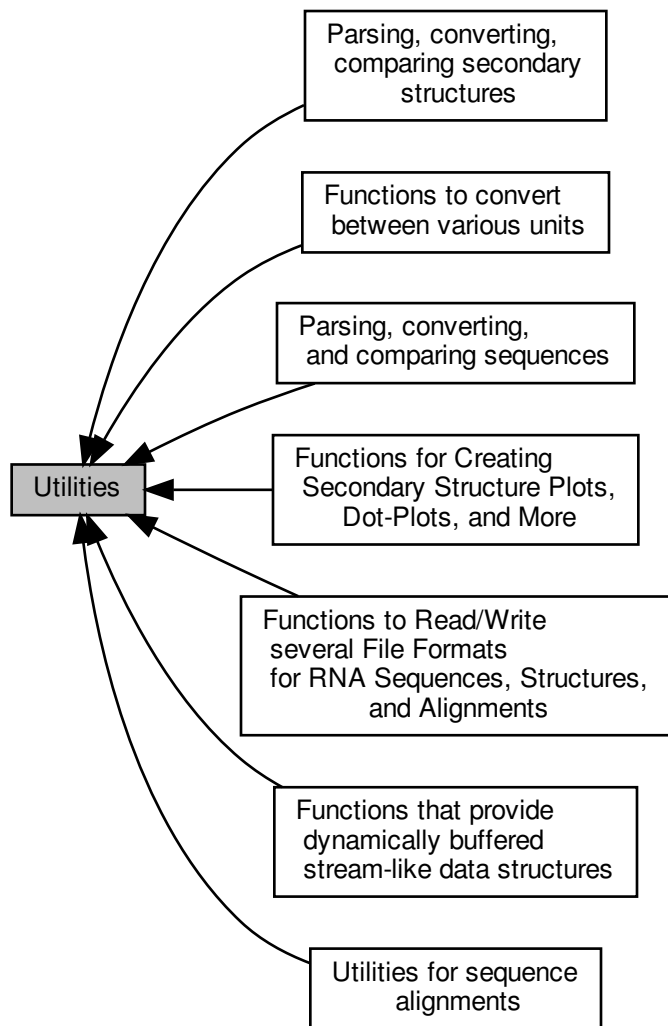 Parsing, converting,
comparing secondary
structures
Functions to convert
between various units
Parsing, converting,
and comparing sequences
Utilities
Functions for Creating
Secondary Structure Plots,
Dot-Plots, and More
Functions to Read/Write
several File Formats
for RNA Sequences, Structures,
and Alignments
Functions that provide
dynamically buffered
stream-like data structures
Utilities for sequence
alignments